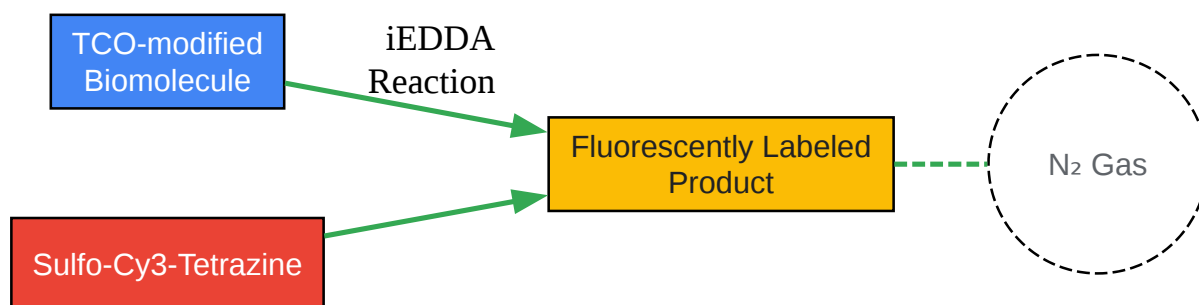 TCO-modified
Biomolecule
iEDDA
Reaction
Fluorescently Labeled
Product
N₂ Gas
Sulfo-Cy3-Tetrazine